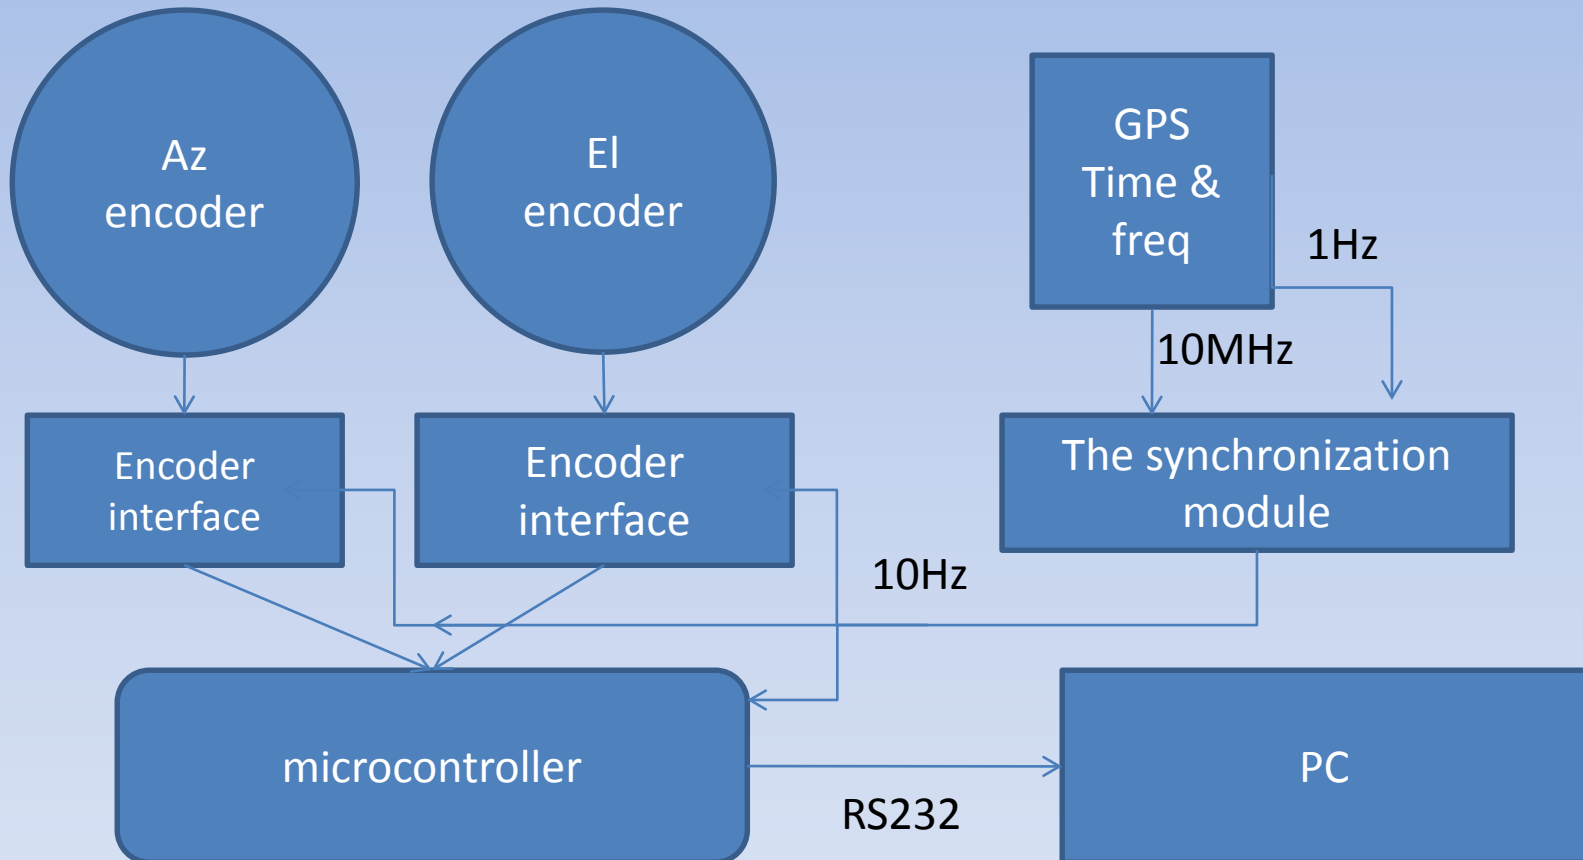 Az
encoder
El
encoder
GPS
Time &
freq
1Hz
10MHz
Encoder
interface
Encoder
interface
The synchronization
module
10Hz
microcontroller
RS232
PC